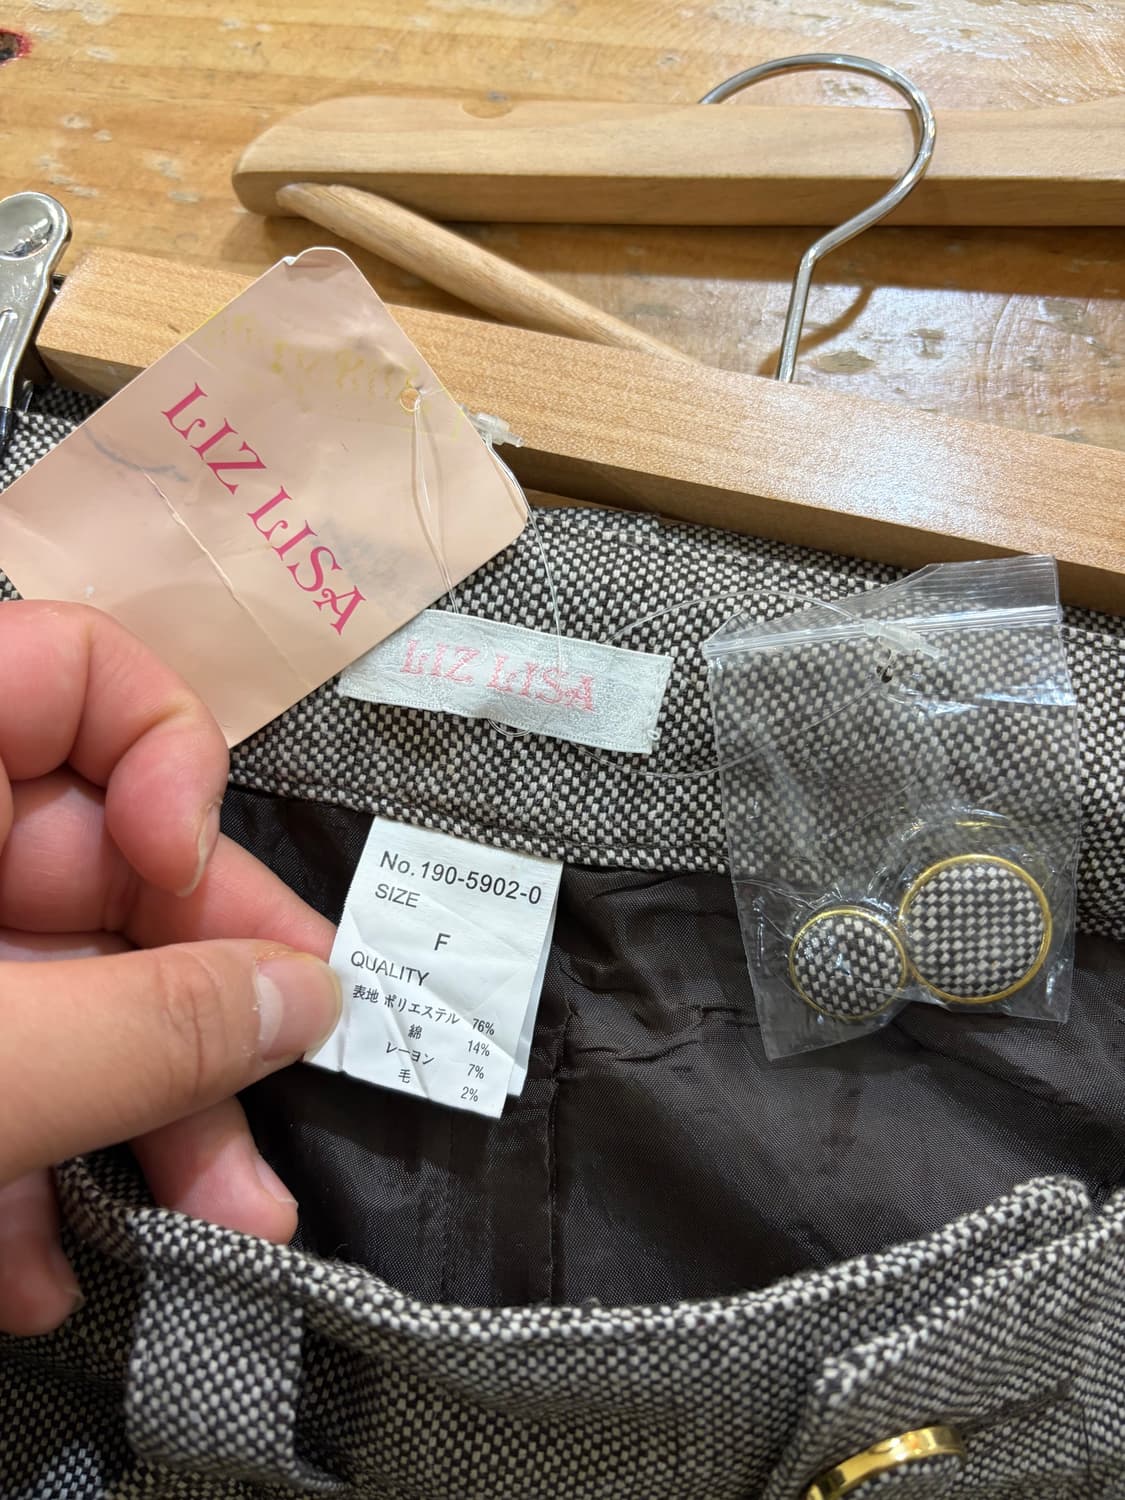 LIZ LISA
LIZ LISA
No.190-5902-0
SIZE
F
QUALITY
表地 ポリエステル 76%
綿 14%
レーヨン 7%
毛 2%